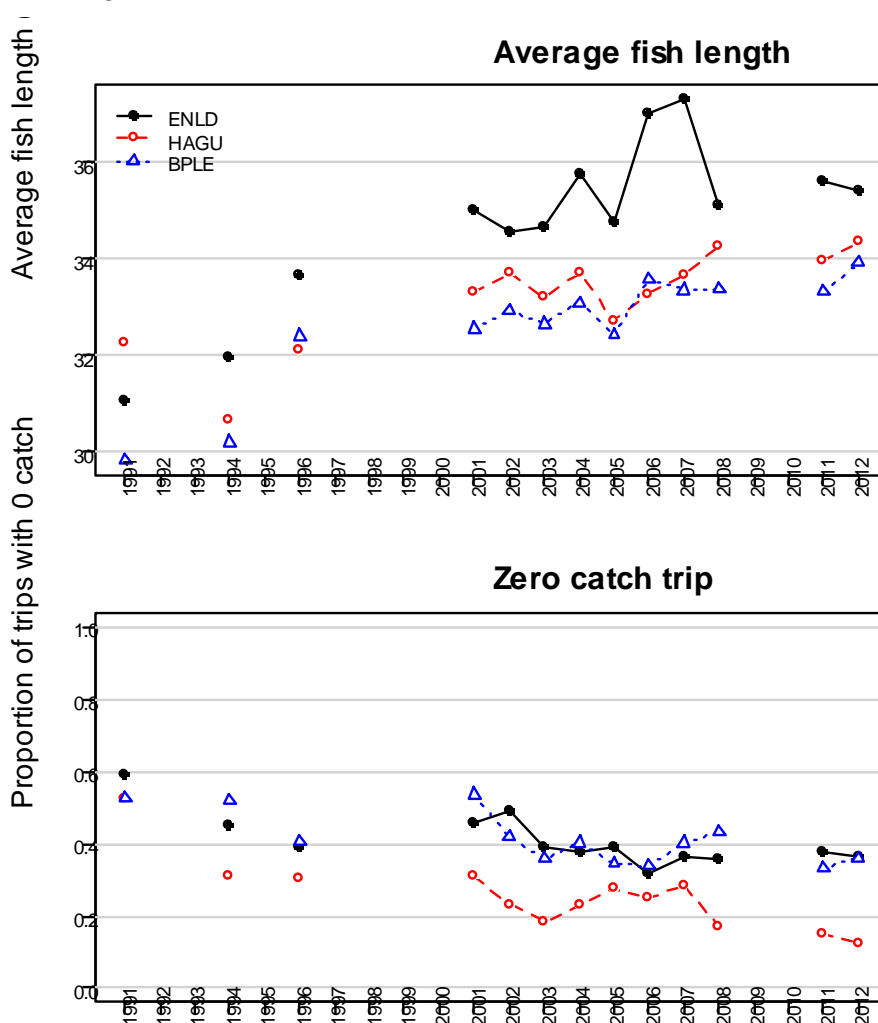 Average fish length
Average fish length
ENLD
HAGU
BPLE
36
34
32
30
1991 1992 1993 1994 1995 1996 1997 1998 1999 2000 2001 2002 2003 2004 2005 2006 2007 2008 2009 2010 2011 2012
Zero catch trip
Proportion of trips with 0 catch
1.0
0.8
0.6
0.4
0.2
0.0
1991 1992 1993 1994 1995 1996 1997 1998 1999 2000 2001 2002 2003 2004 2005 2006 2007 2008 2009 2010 2011 2012